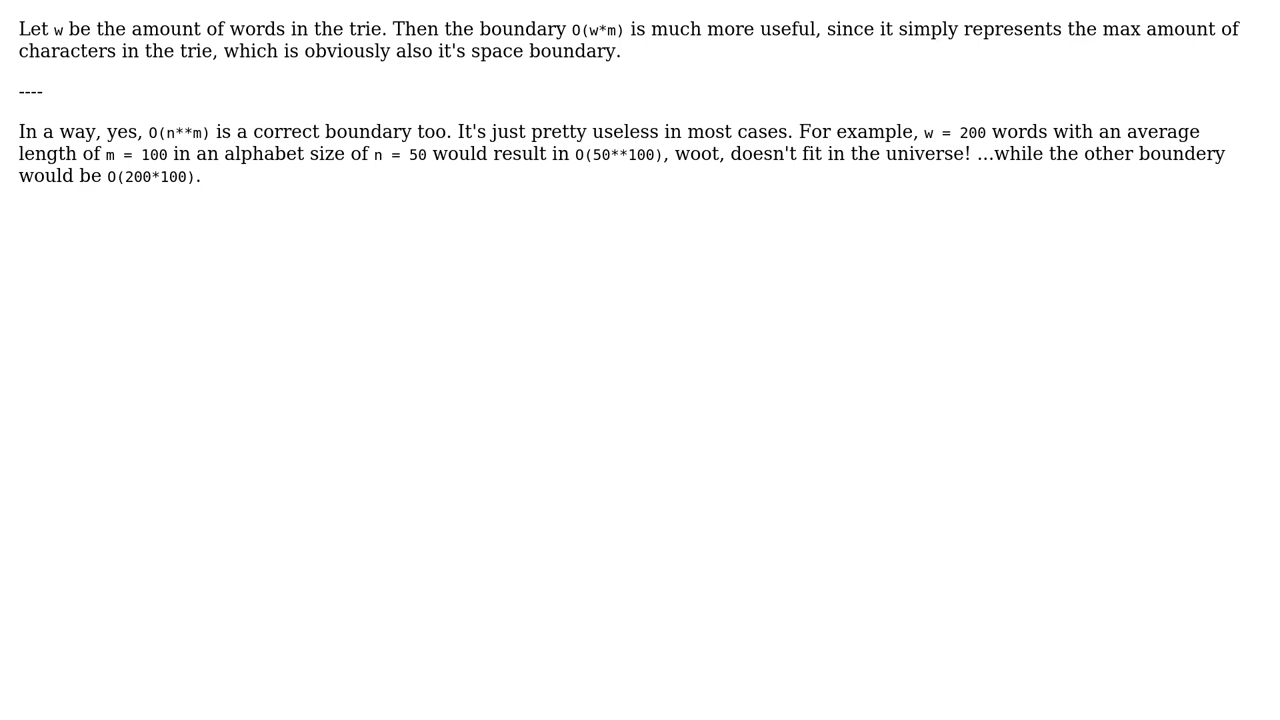 Let w be the amount of words in the trie. Then the boundary O(w*m) is much more useful, since it simply represents the max amount of
characters in the trie, which is obviously also it's space boundary.
----
In a way, yes, O(n**m) is a correct boundary too. It's just pretty useless in most cases. For example, w = 200 words with an average
length of m = 100 in an alphabet size of n = 50 would result in O(50**100), woot, doesn't fit in the universe! ...while the other boundery
would be O(200*100).